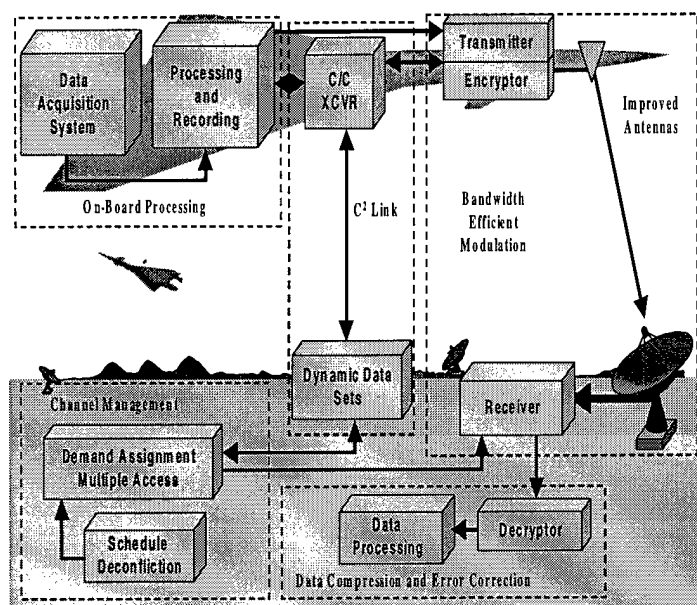 Data
Acquisition
System
Processing
and
Recording
C/C
XCVR
Transmitter
Encryptor
Improved
Antennas
On-Board Processing
C² Link
Bandwidth
Efficient
Modulation
Dynamic Data
Sets
Receiver
Channel Management
Demand Assignment
Multiple Access
Schedule
Deconfliction
Data
Processing
Decryptor
Data Compression and Error Correction